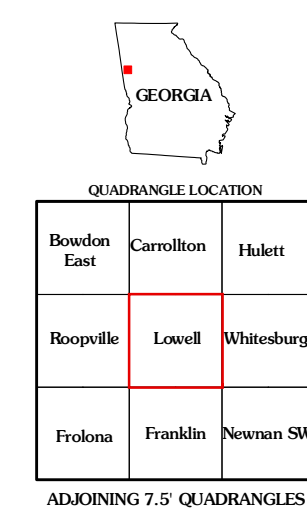 GEORGIA
QUADRANGLE LOCATION
Bowdon East
Carrollton
Hulett
Roopville
Lowell
Whitesburg
Frolona
Franklin
Newnan SW
ADJOINING 7.5' QUADRANGLES